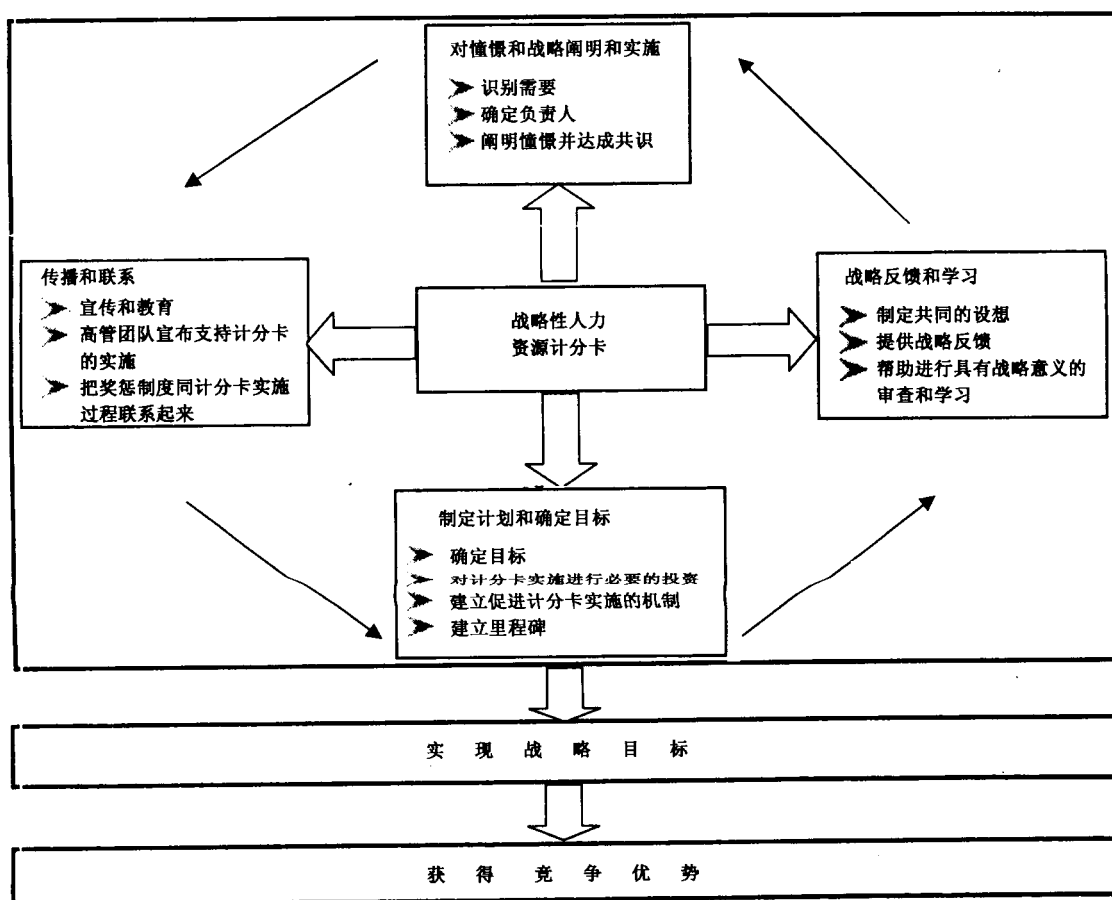 对憧憬和战略阐明和实施
识别需要
确定负责人
阐明憧憬并达成共识
传播和联系
宣传和教育
高管团队宣布支持计分卡
的实施
把奖惩制度同计分卡实施
过程联系起来
战略性人力
资源计分卡
战略反馈和学习
制定共同的设想
提供战略反馈
帮助进行具有战略意义的
审查和学习
制定计划和确定目标
确定目标
对计分卡实施进行必要的投资
建立促进计分卡实施的机制
建立里程碑
实现战略目标
获得竞争优势